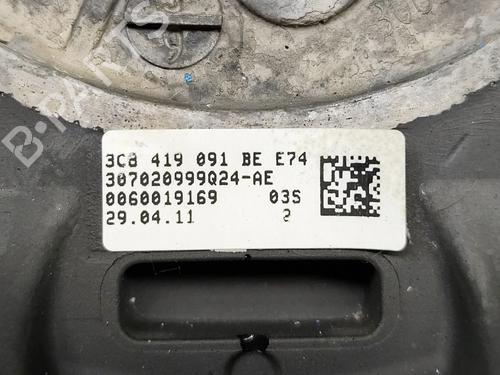 3C8 419 091 BE E74
307020999Q24-AE
0060019169 03S
29.04.11 2
B-Parts